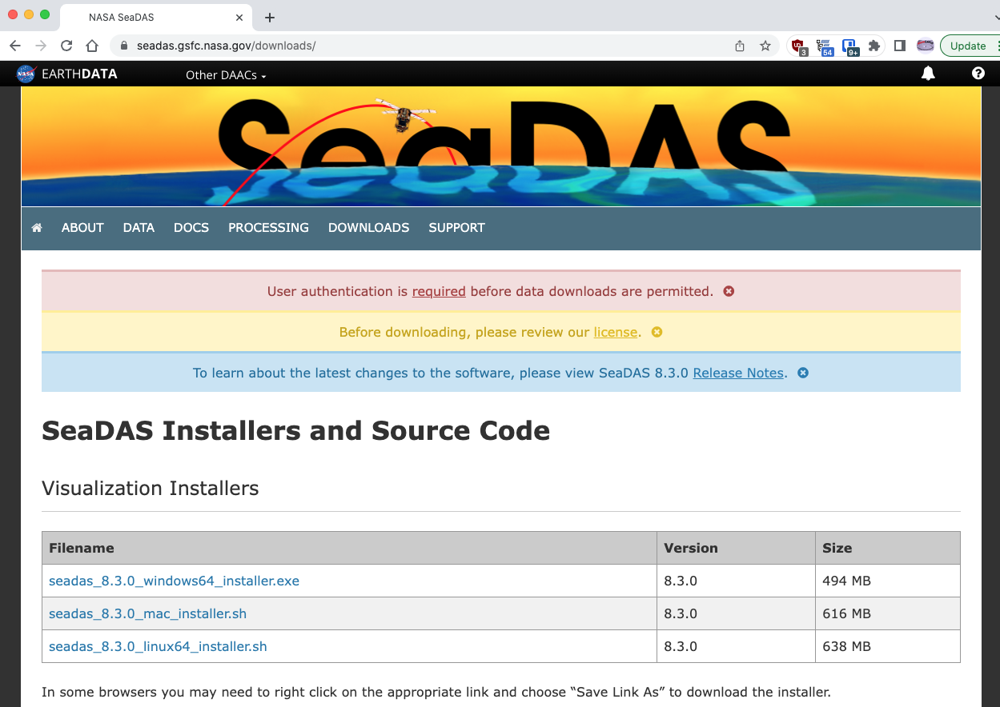 NASA SeaDAS
seadas.gsfc.nasa.gov/downloads/
3
54
9+
Update
NASA
EARTHDATA
Other DAACs
SeaDAS
ABOUT DATA DOCS PROCESSING DOWNLOADS SUPPORT
User authentication is required before data downloads are permitted.
Before downloading, please review our license.
To learn about the latest changes to the software, please view SeaDAS 8.3.0 Release Notes.
SeaDAS Installers and Source Code
Visualization Installers
Filename Version Size
seadas_8.3.0_windows64_installer.exe 8.3.0 494 MB
seadas_8.3.0_mac_installer.sh 8.3.0 616 MB
seadas_8.3.0_linux64_installer.sh 8.3.0 638 MB
In some browsers you may need to right click on the appropriate link and choose “Save Link As” to download the installer.